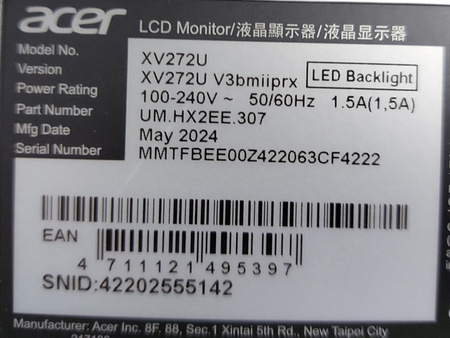 acer LCD Monitor/液晶顯示器/液晶显示器
Model No. XV272U
Version XV272U V3bmiiprx LED Backlight
Power Rating 100-240V ~ 50/60Hz 1.5A(1,5A)
Part Number UM.HX2EE.307
Mfg Date May 2024
Serial Number MMTFBEE00Z422063CF4222
EAN
4 711121 495397
SNID:42202555142
Manufacturer: Acer Inc. 8F, 88, Sec.1 Xintai 5th Rd., New Taipei City